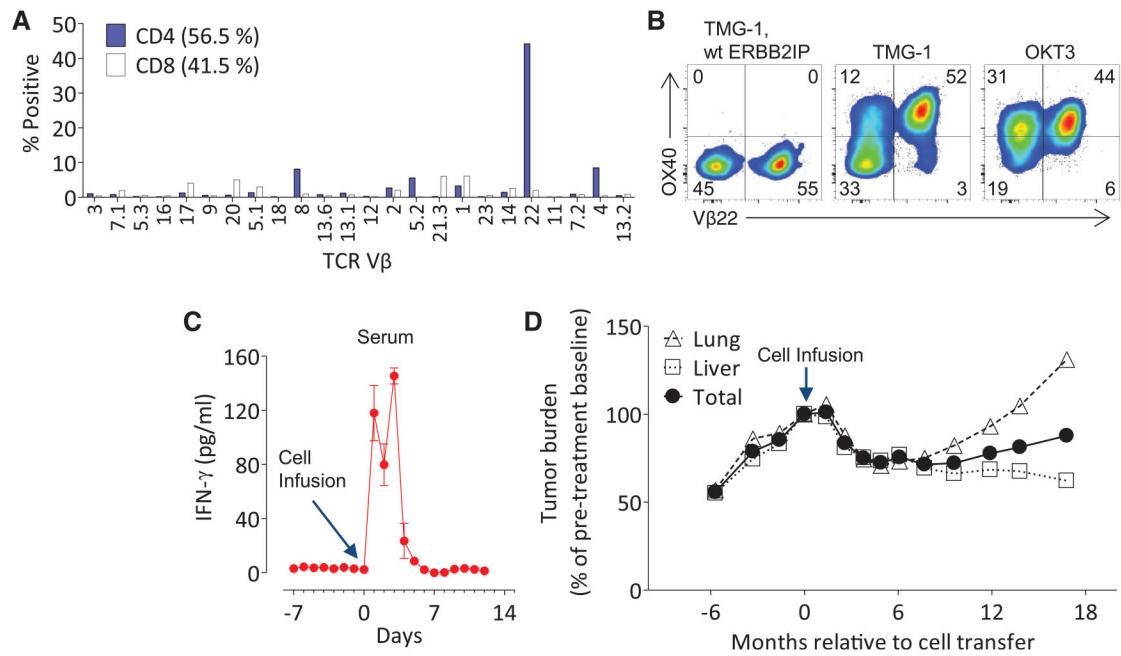 A
CD4 (56.5 %)
CD8 (41.5 %)
50
40
30
20
10
0
% Positive
3
7.1
5.3
16
17
9
20
5.1
18
8
13.6
13.1
12
2
5.2
21.3
1
23
14
22
11
7.2
4
13.2
TCR Vβ
B
TMG-1,
wt ERBB2IP
TMG-1
OKT3
0 0
45 55
12 52
33 3
31 44
19 6
OX40
Vβ22
C
Serum
160
120
80
40
0
IFN-γ (pg/ml)
Cell
Infusion
-7 0 7 14
Days
D
Lung
Liver
Total
Cell Infusion
150
100
50
0
Tumor burden
(% of pre-treatment baseline)
-6 0 6 12 18
Months relative to cell transfer